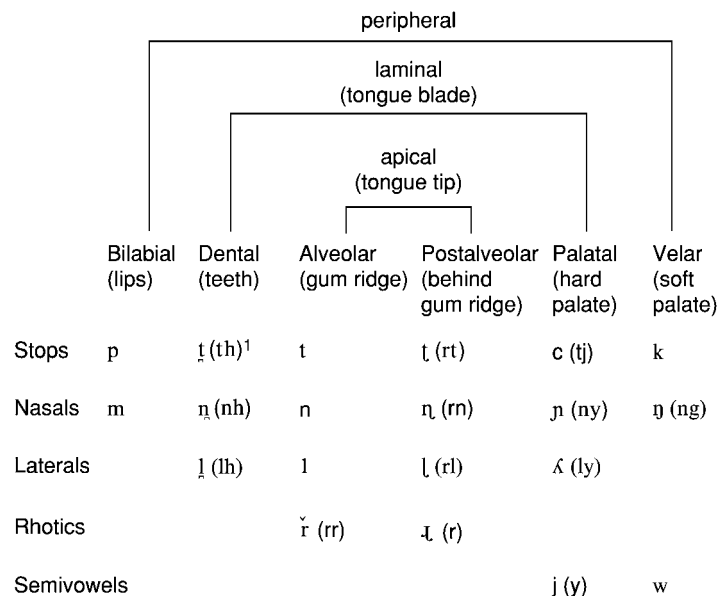 peripheral
laminal
(tongue blade)
apical
(tongue tip)
Bilabial Dental Alveolar Postalveolar Palatal Velar
(lips) (teeth) (gum ridge) (behind (hard (soft
gum ridge) palate) palate)
Stops p t̪ (th)¹ t ʈ (rt) c (tj) k
Nasals m n̪ (nh) n ɳ (rn) ɲ (ny) ŋ (ng)
Laterals l̪ (lh) l ɭ (rl) ʎ (ly)
Rhotics ř (rr) ɻ (r)
Semivowels j (y) w